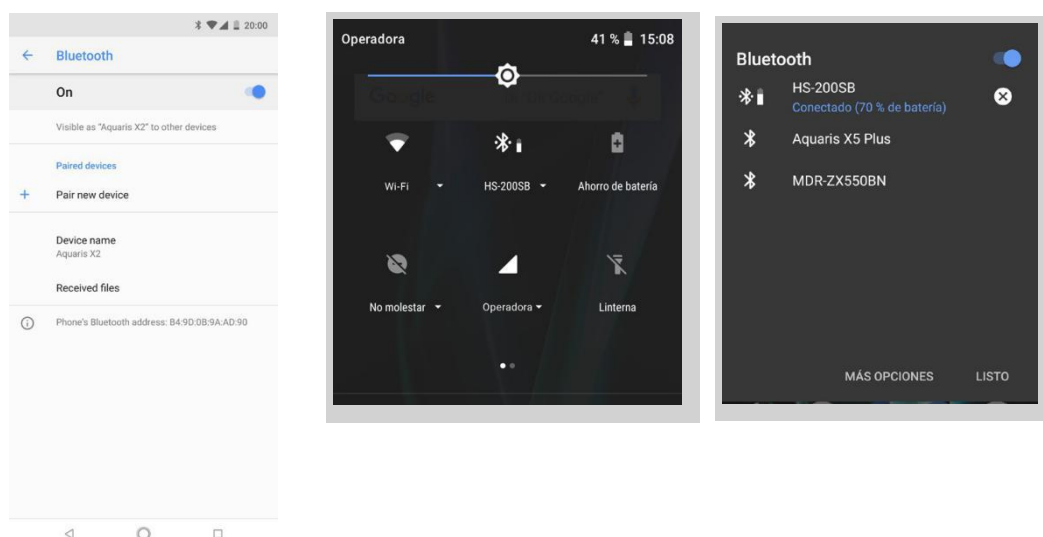 20:00
Bluetooth
On
Visible as "Aquaris X2" to other devices
Paired devices
Pair new device
Device name
Aquaris X2
Received files
Phone's Bluetooth address: B4:9D:0B:9A:AD:90
Operadora 41 % 15:08
Google
Wi-Fi HS-200SB Ahorro de batería
No molestar Operadora Linterna
Bluetooth
HS-200SB
Conectado (70 % de batería)
Aquaris X5 Plus
MDR-ZX550BN
MÁS OPCIONES LISTO